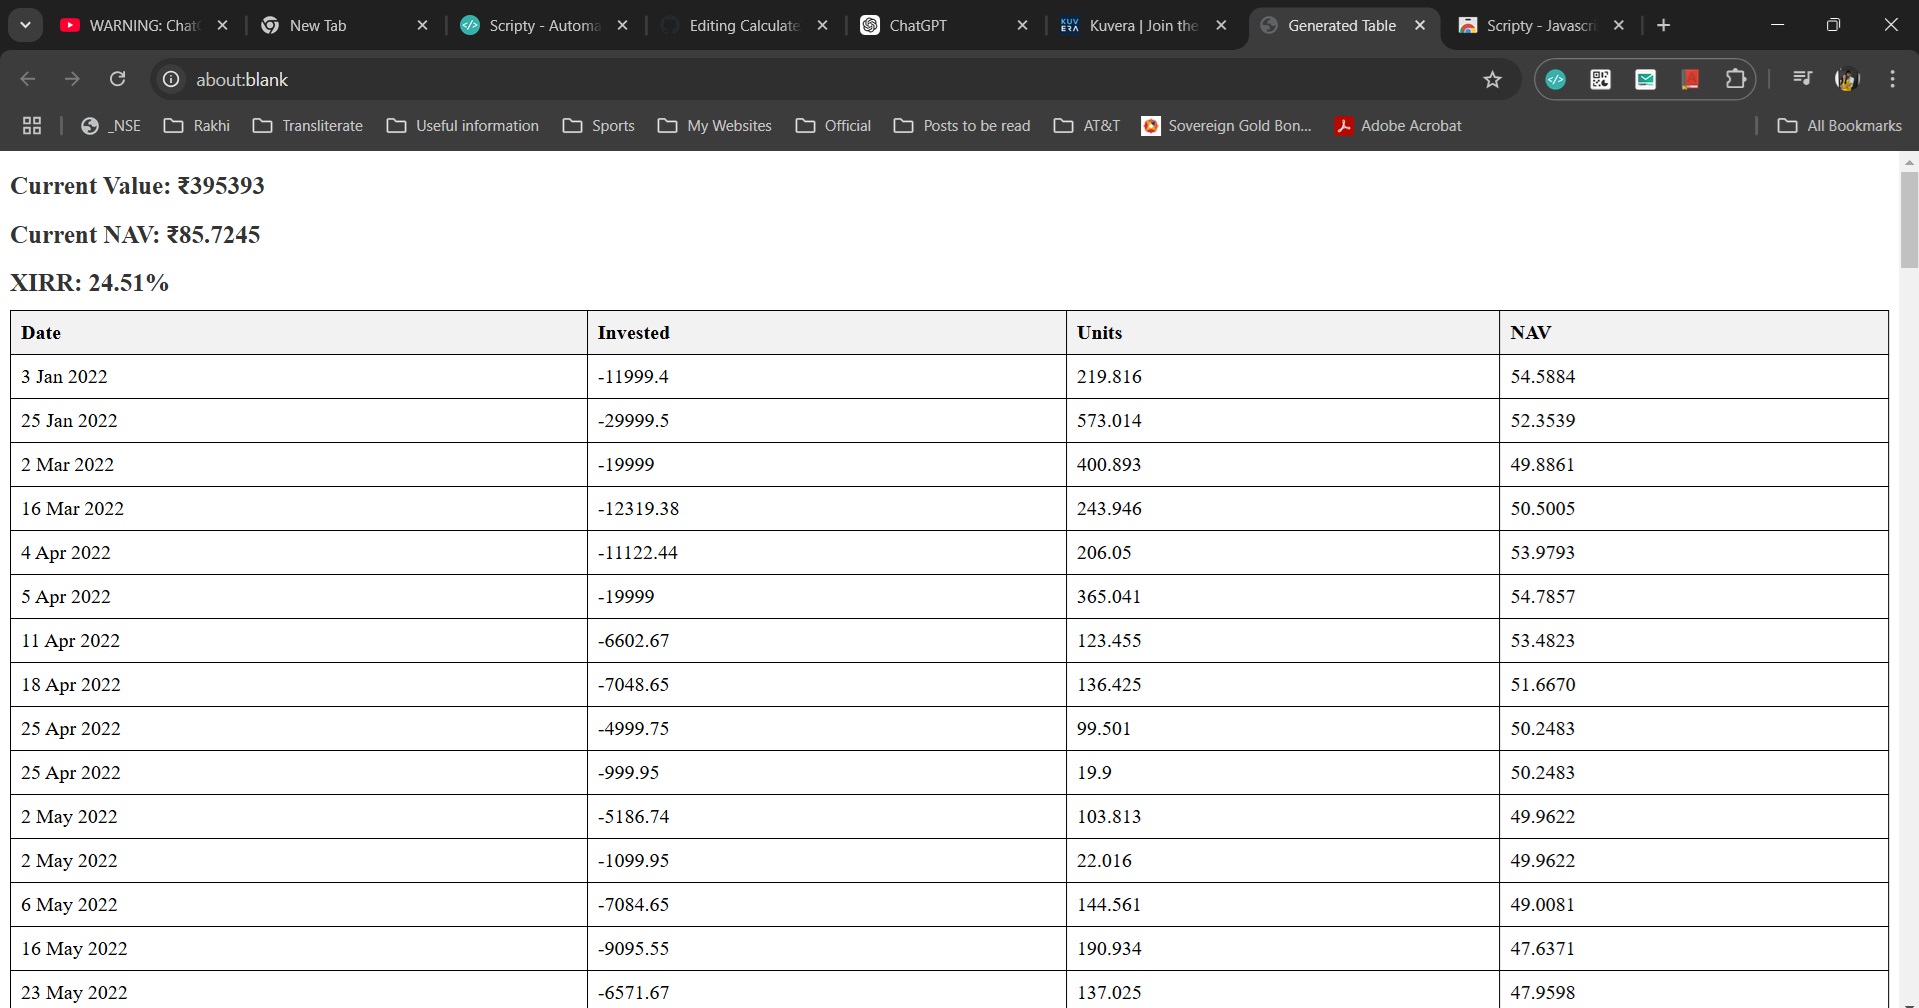 WARNING: Chat
New Tab
Scripty - Automa
Editing Calculate
ChatGPT
Kuvera | Join the
Generated Table
Scripty - Javascri
about:blank
_NSE
Rakhi
Transliterate
Useful information
Sports
My Websites
Official
Posts to be read
AT&T
Sovereign Gold Bon...
Adobe Acrobat
All Bookmarks
Current Value: ₹395393
Current NAV: ₹85.7245
XIRR: 24.51%
Date Invested Units NAV
3 Jan 2022 -11999.4 219.816 54.5884
25 Jan 2022 -29999.5 573.014 52.3539
2 Mar 2022 -19999 400.893 49.8861
16 Mar 2022 -12319.38 243.946 50.5005
4 Apr 2022 -11122.44 206.05 53.9793
5 Apr 2022 -19999 365.041 54.7857
11 Apr 2022 -6602.67 123.455 53.4823
18 Apr 2022 -7048.65 136.425 51.6670
25 Apr 2022 -4999.75 99.501 50.2483
25 Apr 2022 -999.95 19.9 50.2483
2 May 2022 -5186.74 103.813 49.9622
2 May 2022 -1099.95 22.016 49.9622
6 May 2022 -7084.65 144.561 49.0081
16 May 2022 -9095.55 190.934 47.6371
23 May 2022 -6571.67 137.025 47.9598